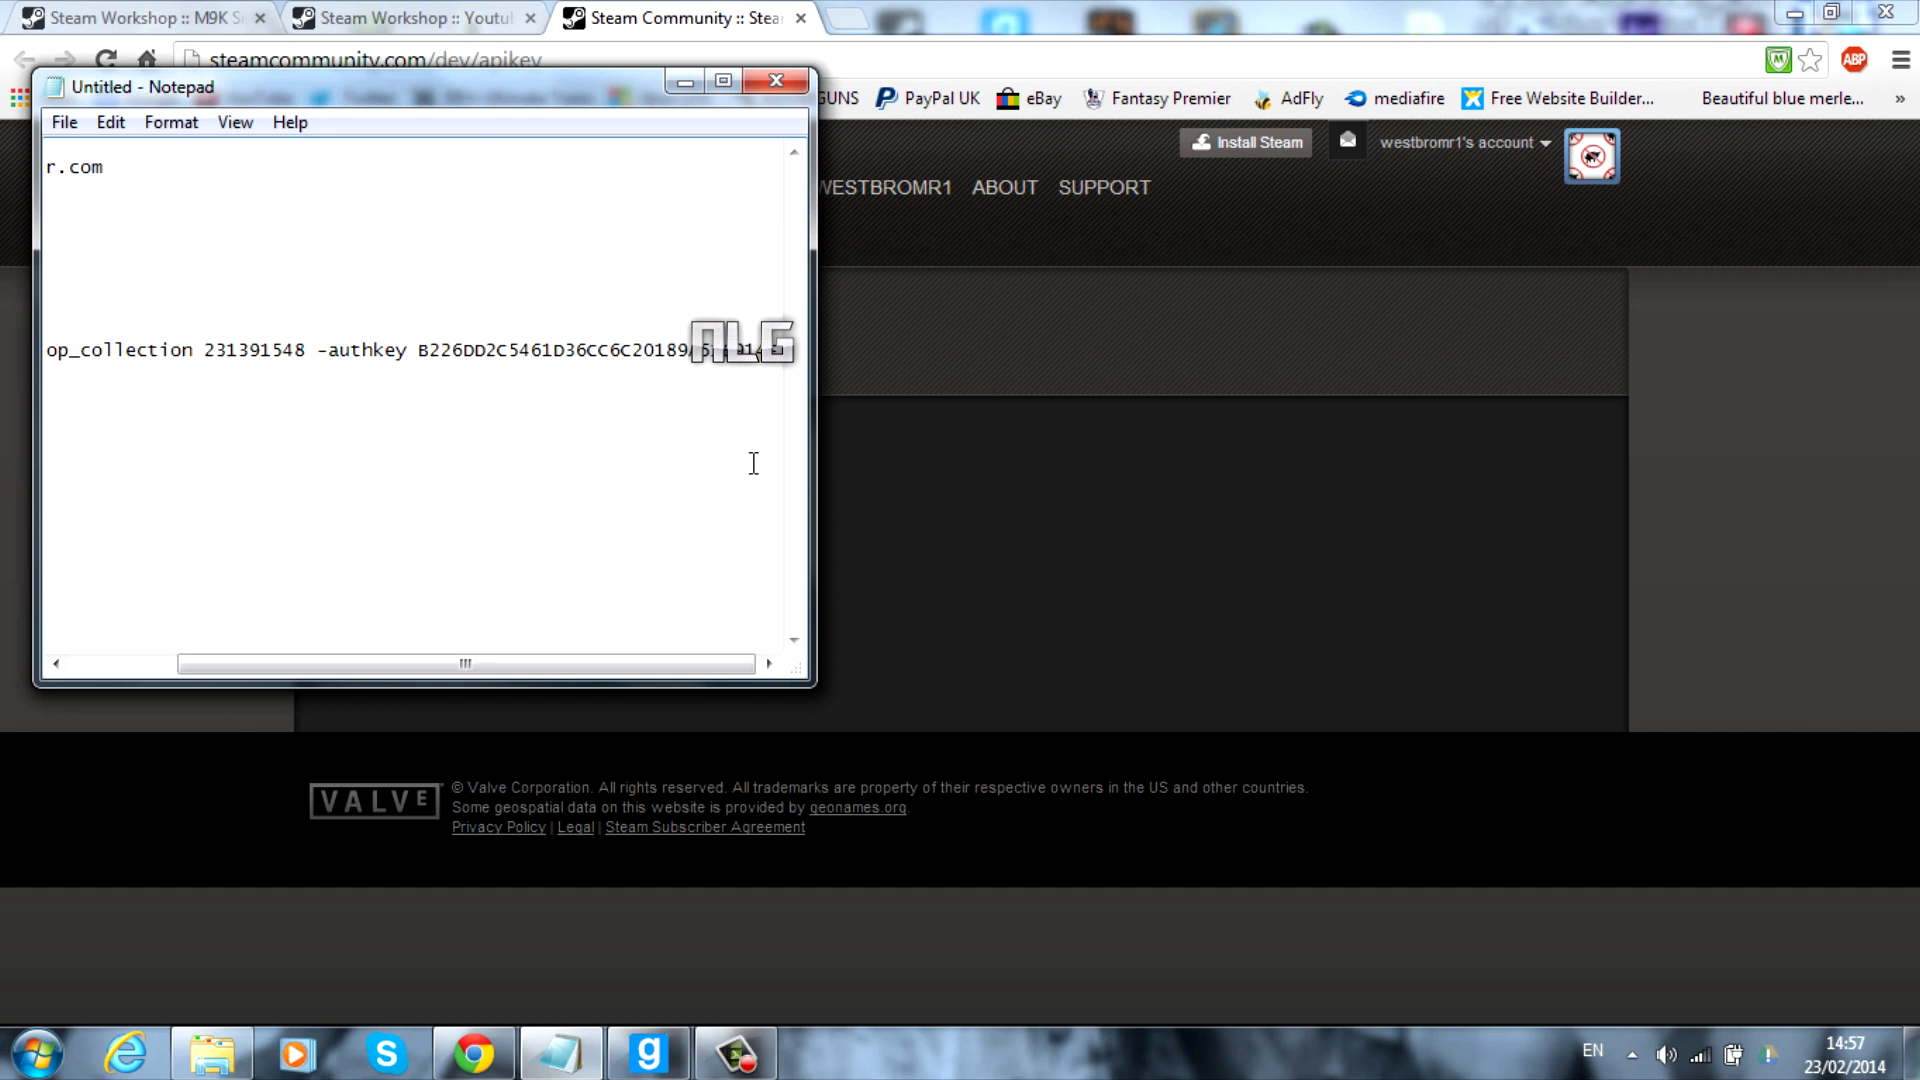 Steam Workshop :: M9K S
Steam Workshop :: Youtu
Steam Community :: Stea
steamcommunity.com/dev/apikey
Untitled - Notepad
GUNS
PayPal UK
eBay
Fantasy Premier
AdFly
mediafire
Free Website Builder...
Beautiful blue merle...
»
ABP
File Edit Format View Help
Install Steam
westbromr1's account
r.com
WESTBROMR1 ABOUT SUPPORT
op_collection 231391548 -authkey
NLG
VALVE
© Valve Corporation. All rights reserved. All trademarks are property of their respective owners in the US and other countries.
Some geospatial data on this website is provided by geonames.org.
Privacy Policy | Legal | Steam Subscriber Agreement
EN
14:57
23/02/2014